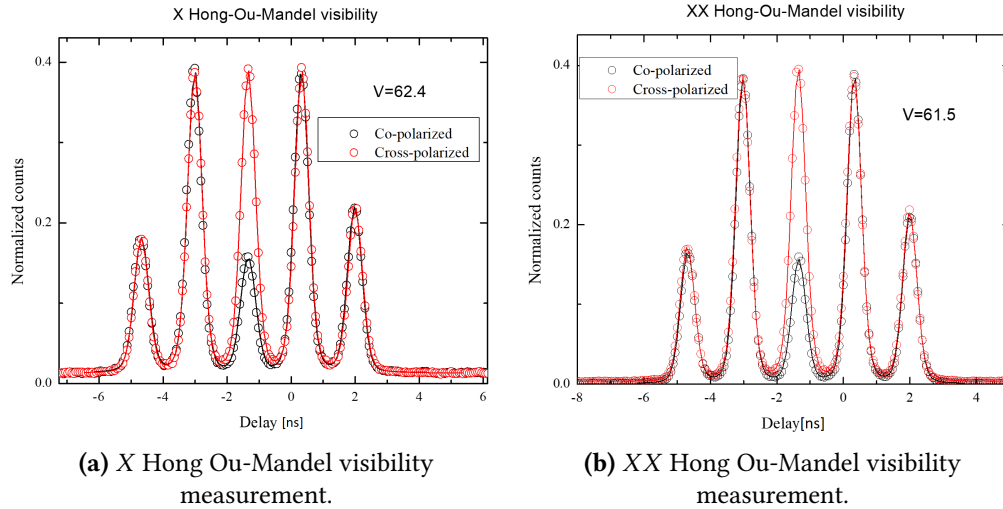 X Hong-Ou-Mandel visibility
(a)
0.4
0.2
0.0
Normalized counts
V=62.4
Co-polarized
Cross-polarized
-6 -4 -2 0 2 4 6
Delay [ns]
(a) X Hong Ou-Mandel visibility
measurement.
XX Hong-Ou-Mandel visibility
(b)
0.4
0.2
0.0
Normalized counts
Co-polarized
Cross-polarized
V=61.5
-8 -6 -4 -2 0 2 4
Delay[ns]
(b) XX Hong Ou-Mandel visibility
measurement.